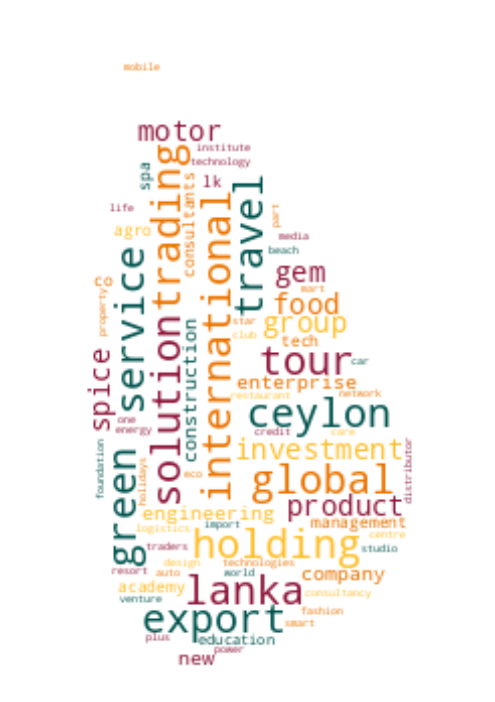 mobile
motor
institute
trading
technology
spa
consultants
lk
travel
life
part
agro
international
media
service
beach
gem
co
mart
property
food
solution
star
group
construction
club
tech
spice
tour
car
enterprise
restaurant
network
ceylon
one
energy
credit
care
foundation
green
investment
distributor
holidays
eco
global
product
engineering
management
logistics
import
centre
holding
traders
studio
design
technologies
resort
auto
world
company
academy
lanka
consultancy
venture
export
fashion
smart
plus
education
power
new